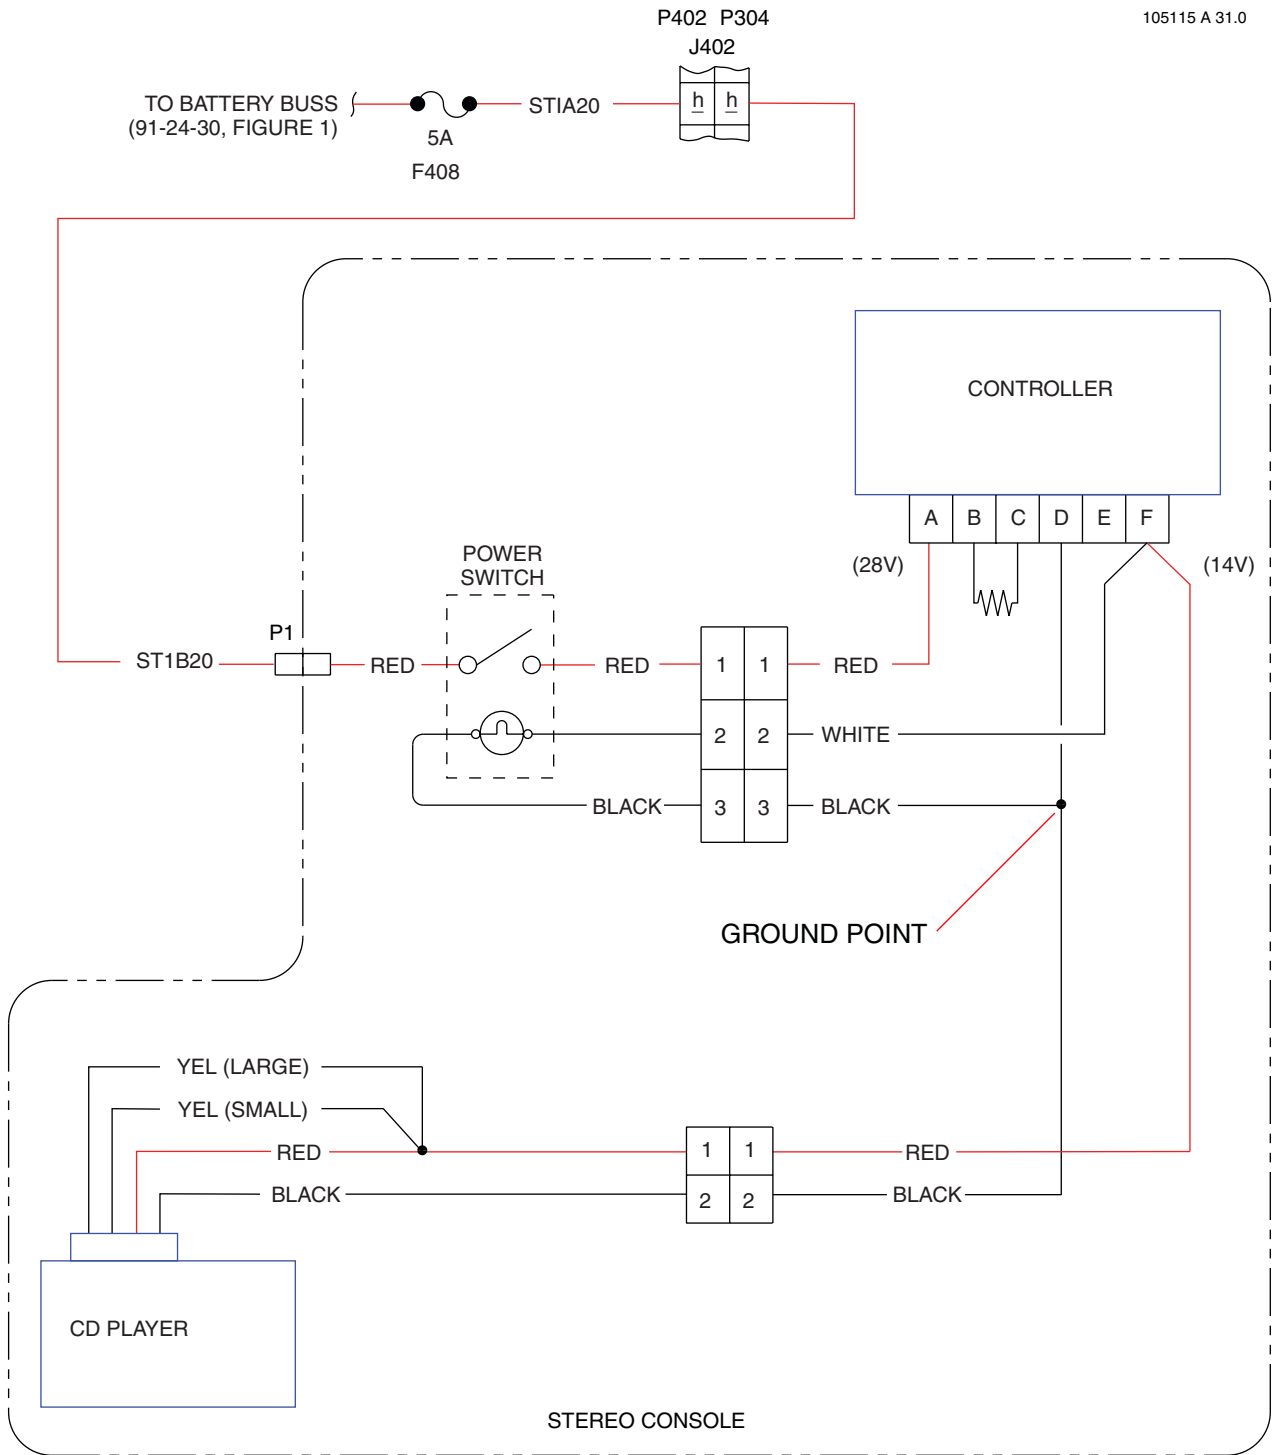 P402 P304
105115 A 31.0
J402
TO BATTERY BUSS
(91-24-30, FIGURE 1)
STIA20
h h
5A
F408
CONTROLLER
A B C D E F
(28V)
(14V)
POWER
SWITCH
P1
ST1B20
RED
RED
1 1
RED
2 2
WHITE
BLACK
3 3
BLACK
GROUND POINT
YEL (LARGE)
YEL (SMALL)
RED
1 1
RED
BLACK
2 2
BLACK
CD PLAYER
STEREO CONSOLE